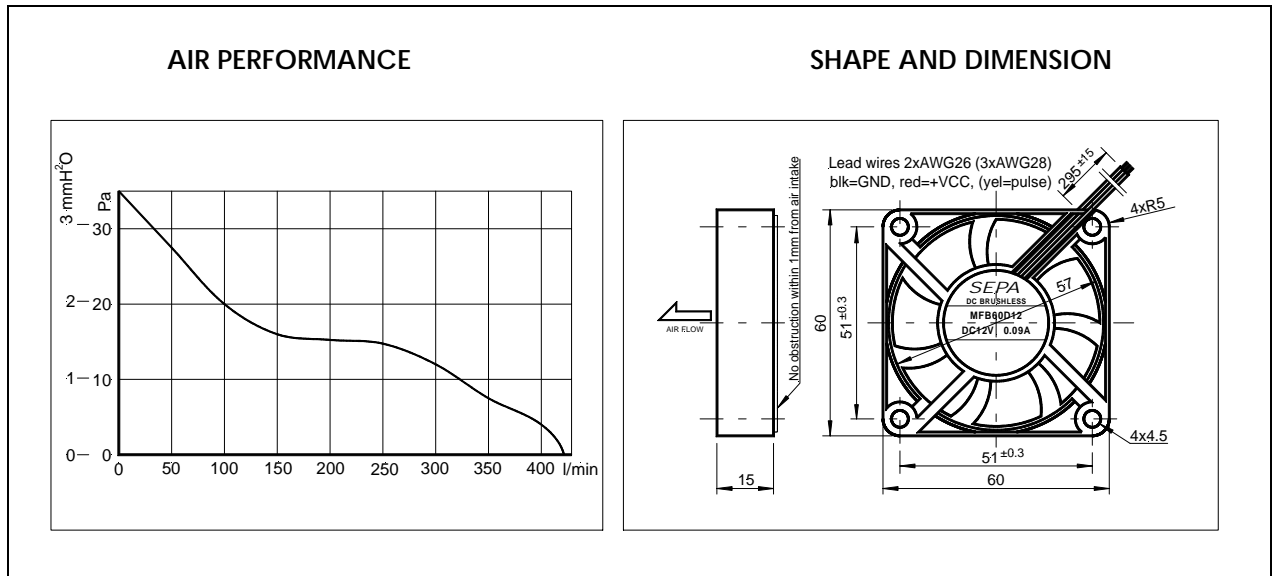 AIR PERFORMANCE
3 mmH²O
Pa
30
2
20
1
10
0
0
0
50
100
150
200
250
300
350
400
l/min
SHAPE AND DIMENSION
Lead wires 2xAWG26 (3xAWG28)
blk=GND, red=+VCC, (yel=pulse)
295 ±15
4xR5
No obstruction within 1mm from air intake
AIR FLOW
60
51 ±0.3
57
SEPA
DC BRUSHLESS
MFB60D12
DC12V 0.09A
4x4.5
51 ±0.3
60
15